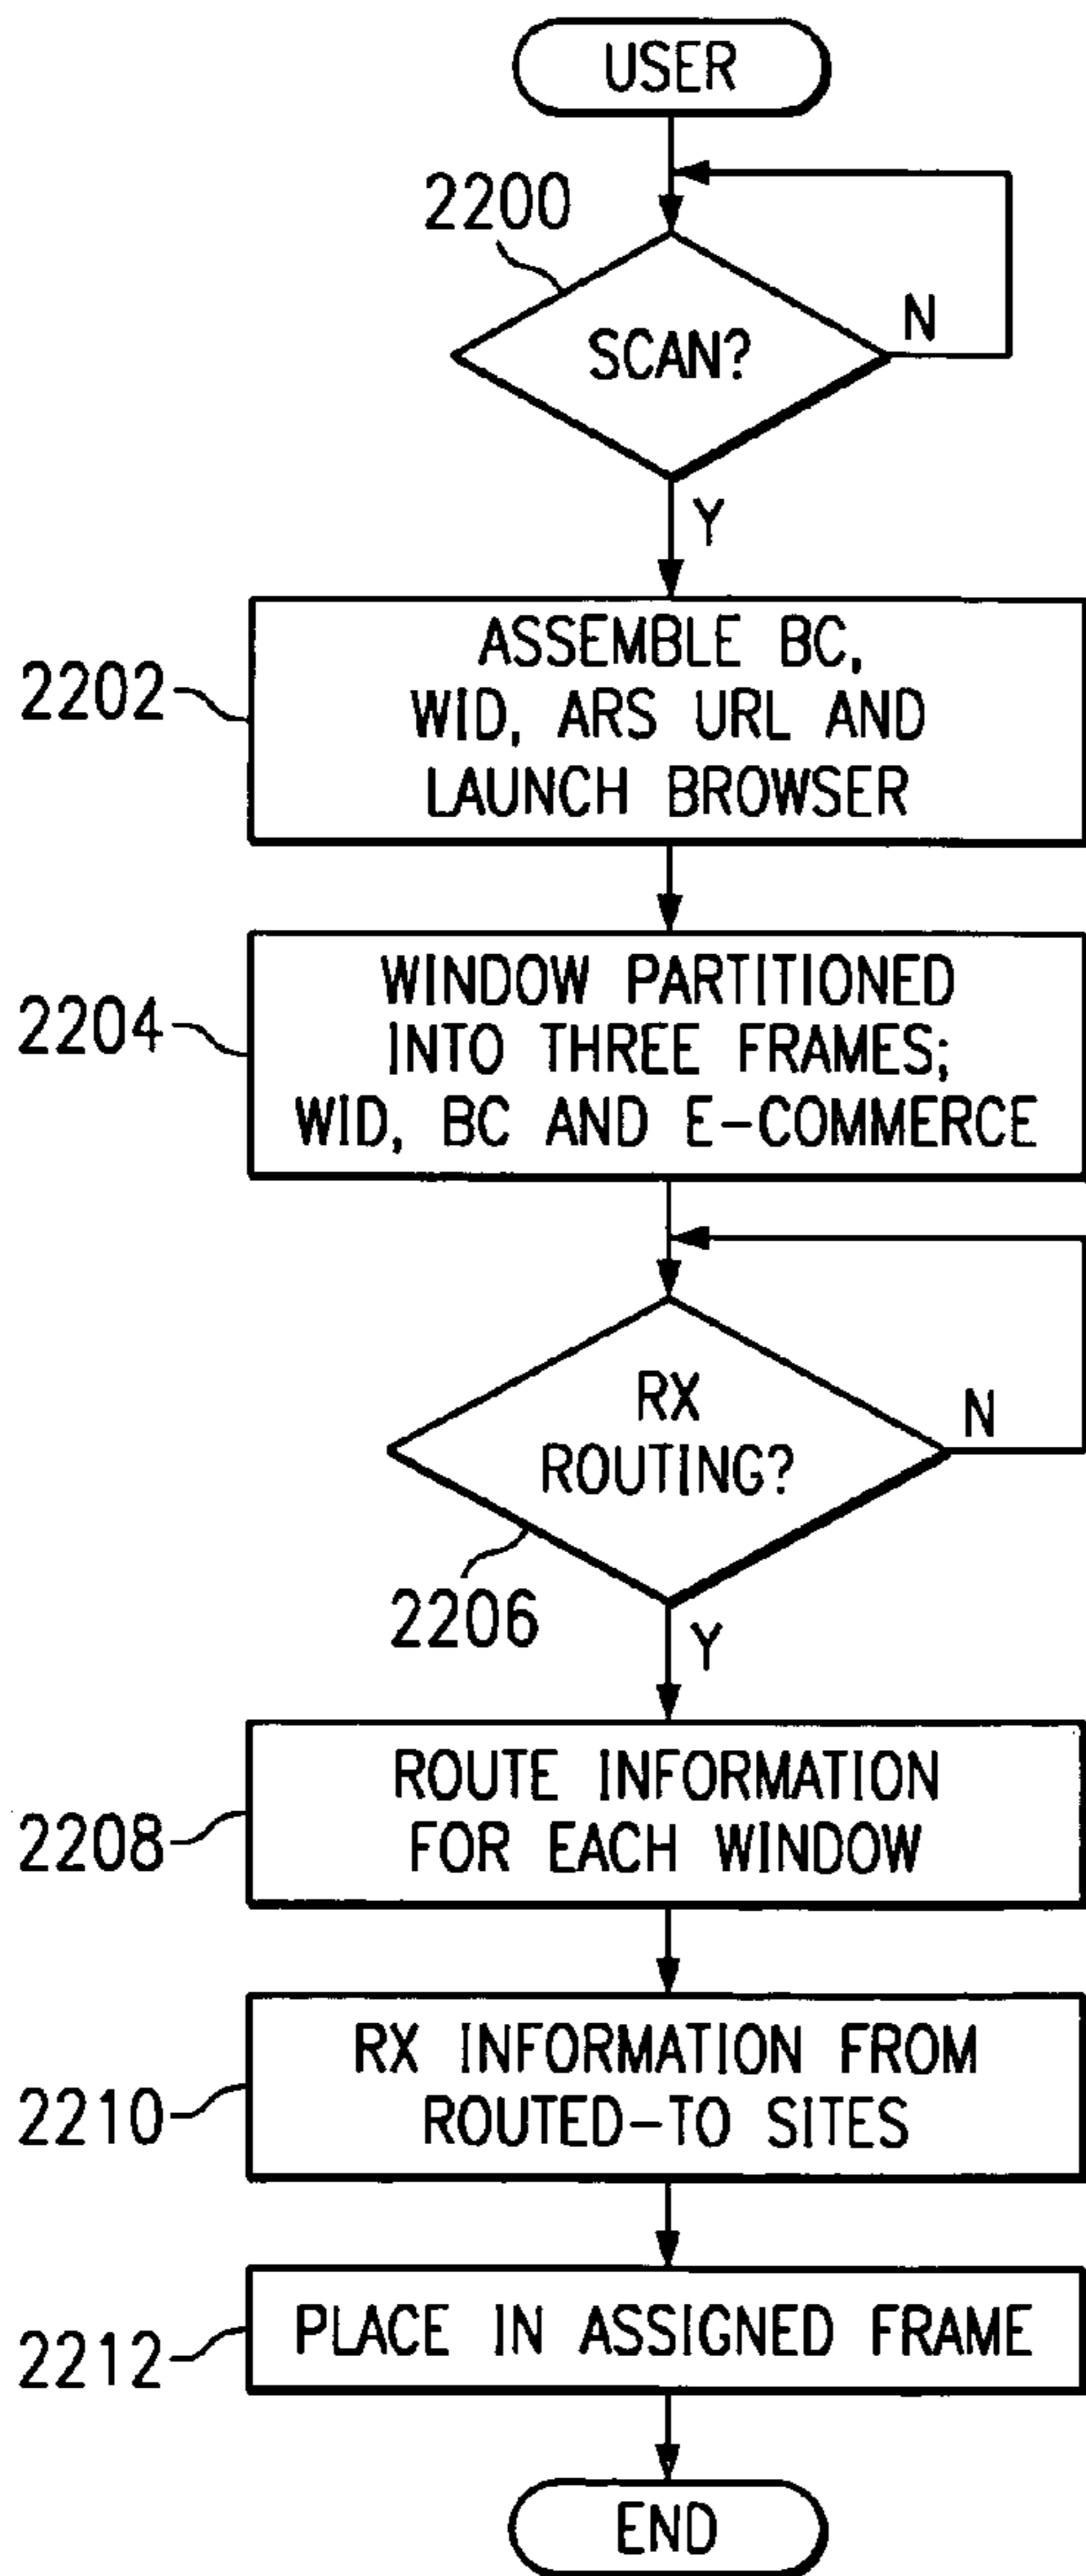 USER
2200
SCAN?
N
Y
2202
ASSEMBLE BC,
WID, ARS URL AND
LAUNCH BROWSER
2204
WINDOW PARTITIONED
INTO THREE FRAMES;
WID, BC AND E-COMMERCE
RX
ROUTING?
N
2206
Y
2208
ROUTE INFORMATION
FOR EACH WINDOW
2210
RX INFORMATION FROM
ROUTED-TO SITES
2212
PLACE IN ASSIGNED FRAME
END